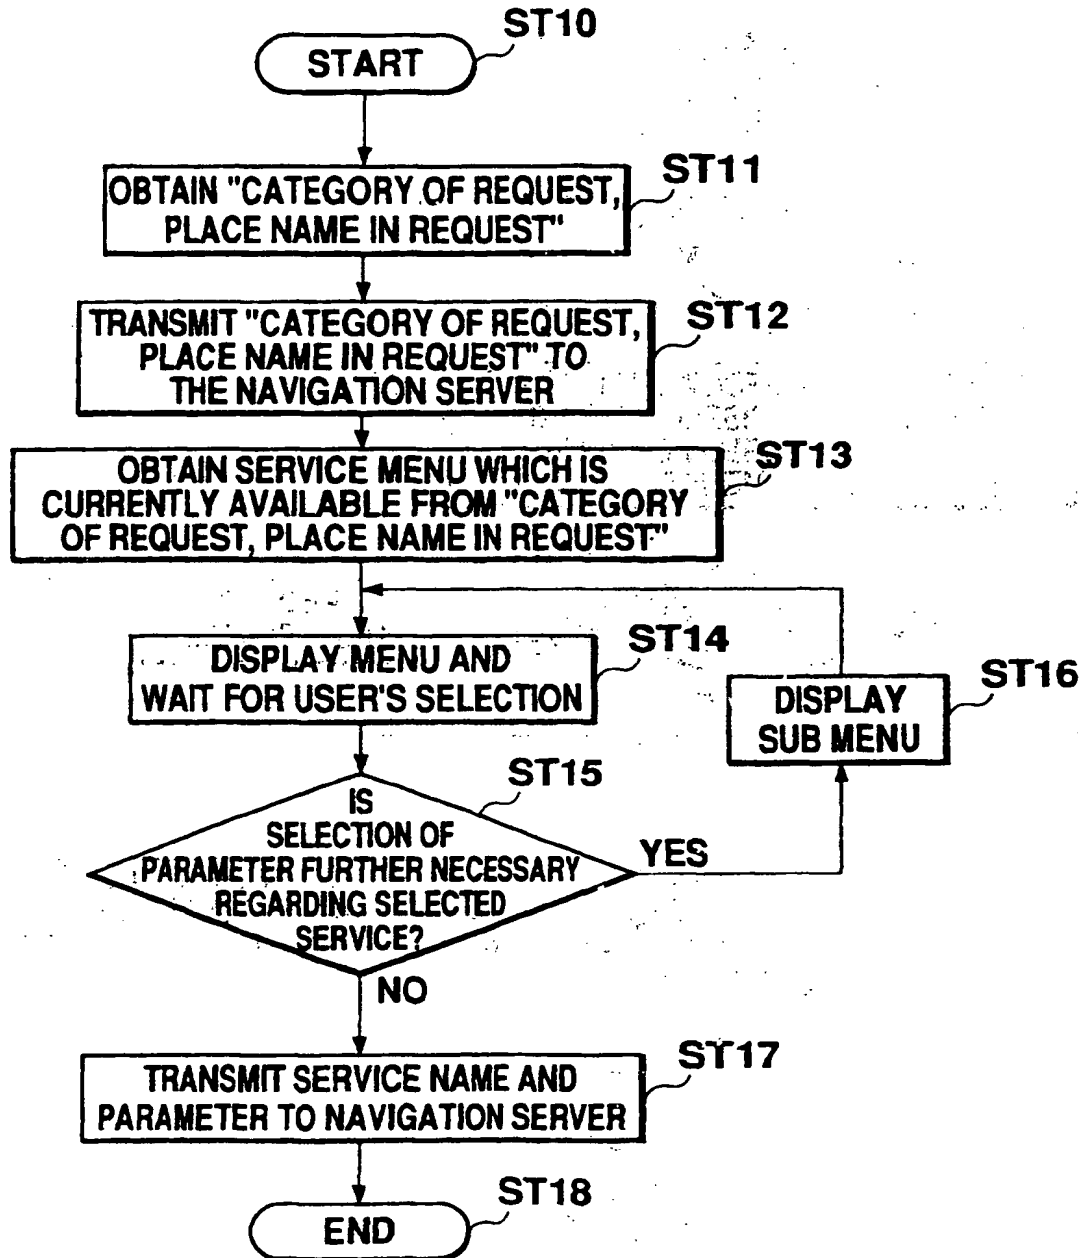 ST10
START
ST11
OBTAIN "CATEGORY OF REQUEST,
PLACE NAME IN REQUEST"
ST12
TRANSMIT "CATEGORY OF REQUEST,
PLACE NAME IN REQUEST" TO
THE NAVIGATION SERVER
ST13
OBTAIN SERVICE MENU WHICH IS
CURRENTLY AVAILABLE FROM "CATEGORY
OF REQUEST, PLACE NAME IN REQUEST"
ST14
DISPLAY MENU AND
WAIT FOR USER'S SELECTION
ST16
DISPLAY
SUB MENU
ST15
IS
SELECTION OF
PARAMETER FURTHER NECESSARY
REGARDING SELECTED
SERVICE?
YES
NO
ST17
TRANSMIT SERVICE NAME AND
PARAMETER TO NAVIGATION SERVER
ST18
END